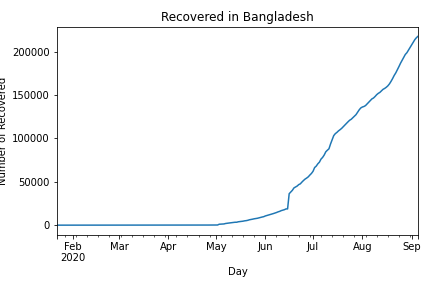 Recovered in Bangladesh
Number of Recovered
200000
150000
100000
50000
0
Feb Mar Apr May Jun Jul Aug Sep
2020
Day